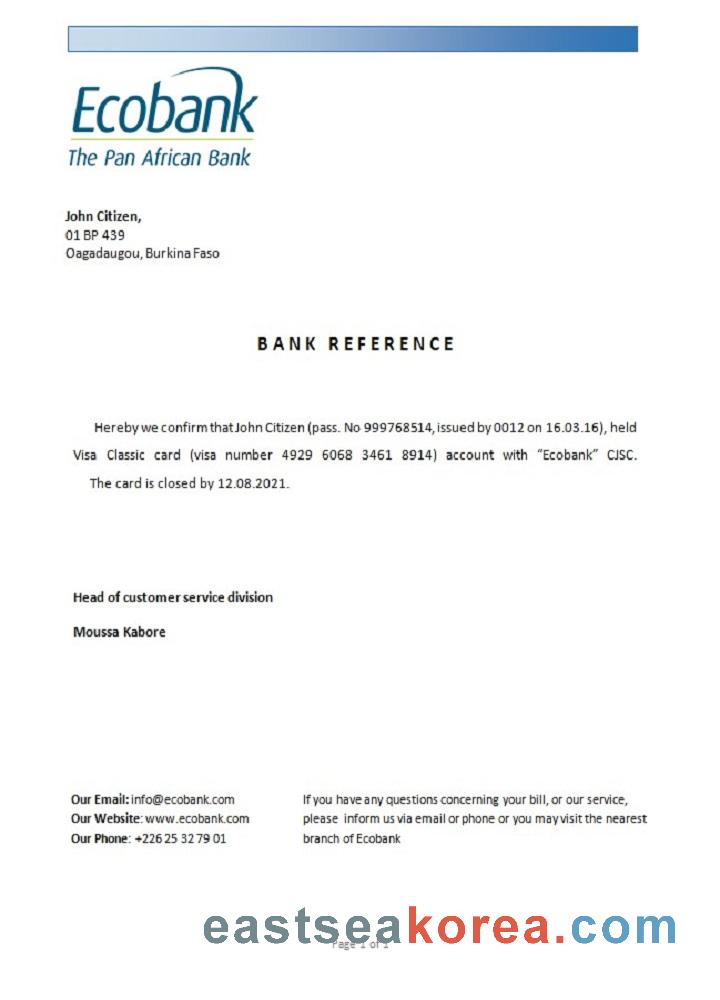 Ecobank
The Pan African Bank
John Citizen,
01 BP 439
Oagadaugou, Burkina Faso
BANK REFERENCE
Hereby we confirm that John Citizen (pass. No 999768514, issued by 0012 on 16.03.16), held
Visa Classic card (visa number 4929 6068 3461 8914) account with “Ecobank” CJSC.
The card is closed by 12.08.2021.
Head of customer service division
Moussa Kabore
Our Email: info@ecobank.com
Our Website: www.ecobank.com
Our Phone: +226 25 32 79 01
If you have any questions concerning your bill, or our service,
please inform us via email or phone or you may visit the nearest
branch of Ecobank
eastseakorea.com
Page 1 of 1